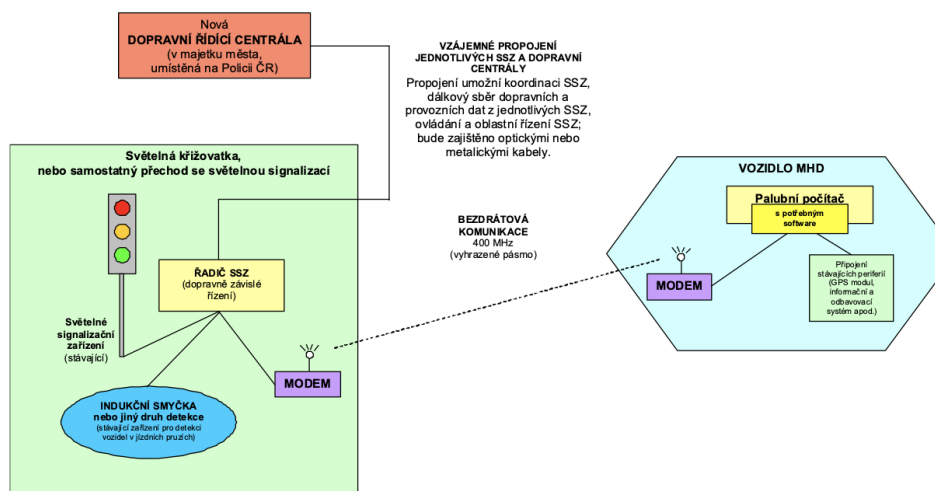 Nová
DOPRAVNÍ ŘÍDÍCÍ CENTRÁLA
(v majetku města,
umístěná na Policii ČR)
VZÁJEMNÉ PROPOJENÍ
JEDNOTLIVÝCH SSZ A DOPRAVNÍ
CENTRÁLY
Propojení umožní koordinaci SSZ,
dálkový sběr dopravních a
provozních dat z jednotlivých SSZ,
ovládání a oblastní řízení SSZ;
bude zajištěno optickými nebo
metalickými kabely.
Světelná křižovatka,
nebo samostatný přechod se světelnou signalizací
ŘADIČ SSZ
(dopravně závislé
řízení)
Světelné
signalizační
zařízení
(stávající)
MODEM
INDUKČNÍ SMYČKA
nebo jiný druh detekce
(stávající zařízení pro detekci
vozidel v jízdních pruzích)
BEZDRÁTOVÁ
KOMUNIKACE
400 MHz
(vyhrazené pásmo)
VOZIDLO MHD
Palubní počítač
s potřebným
software
MODEM
Připojení
stávajících periferií
(GPS modul,
informační a
odbavovací
systém apod.)